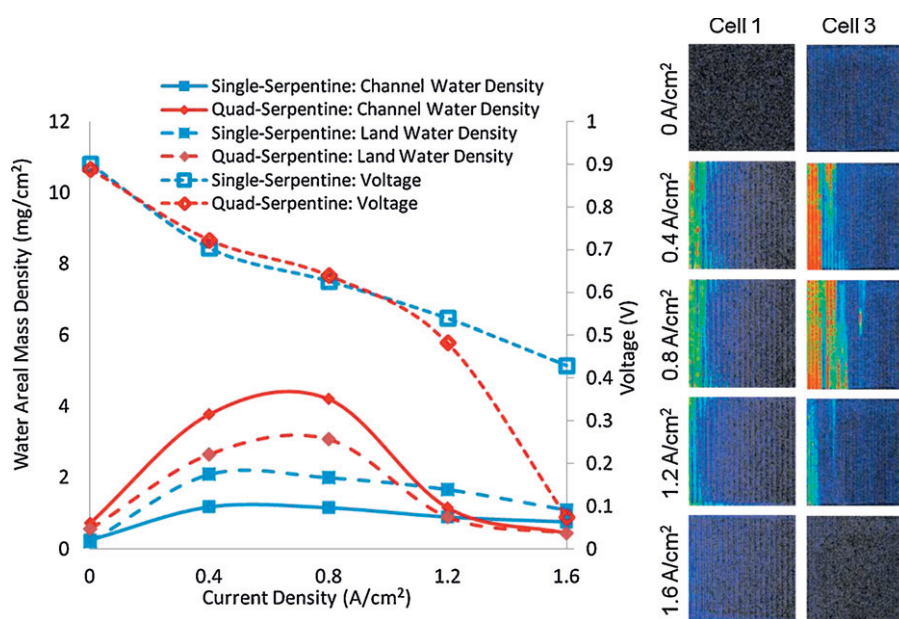 Cell 1 Cell 3
Single-Serpentine: Channel Water Density
Quad-Serpentine: Channel Water Density
Single-Serpentine: Land Water Density
Quad-Serpentine: Land Water Density
Single-Serpentine: Voltage
Quad-Serpentine: Voltage
Water Areal Mass Density (mg/cm²)
12
10
8
6
4
2
0
0 0.4 0.8 1.2 1.6
Current Density (A/cm²)
1
0.9
0.8
0.7
0.6
0.5
0.4
0.3
0.2
0.1
0
Voltage (V)
0 A/cm²
0.4 A/cm²
0.8 A/cm²
1.2 A/cm²
1.6 A/cm²